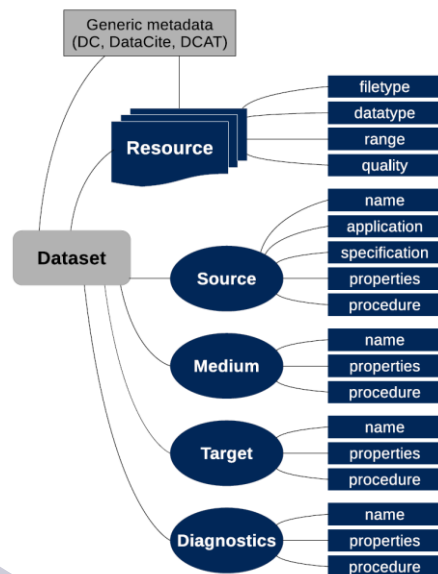 Generic metadata
(DC, DataCite, DCAT)
Resource
filetype
datatype
range
quality
Dataset
Source
name
application
specification
properties
procedure
Medium
name
properties
procedure
Target
name
properties
procedure
Diagnostics
name
properties
procedure